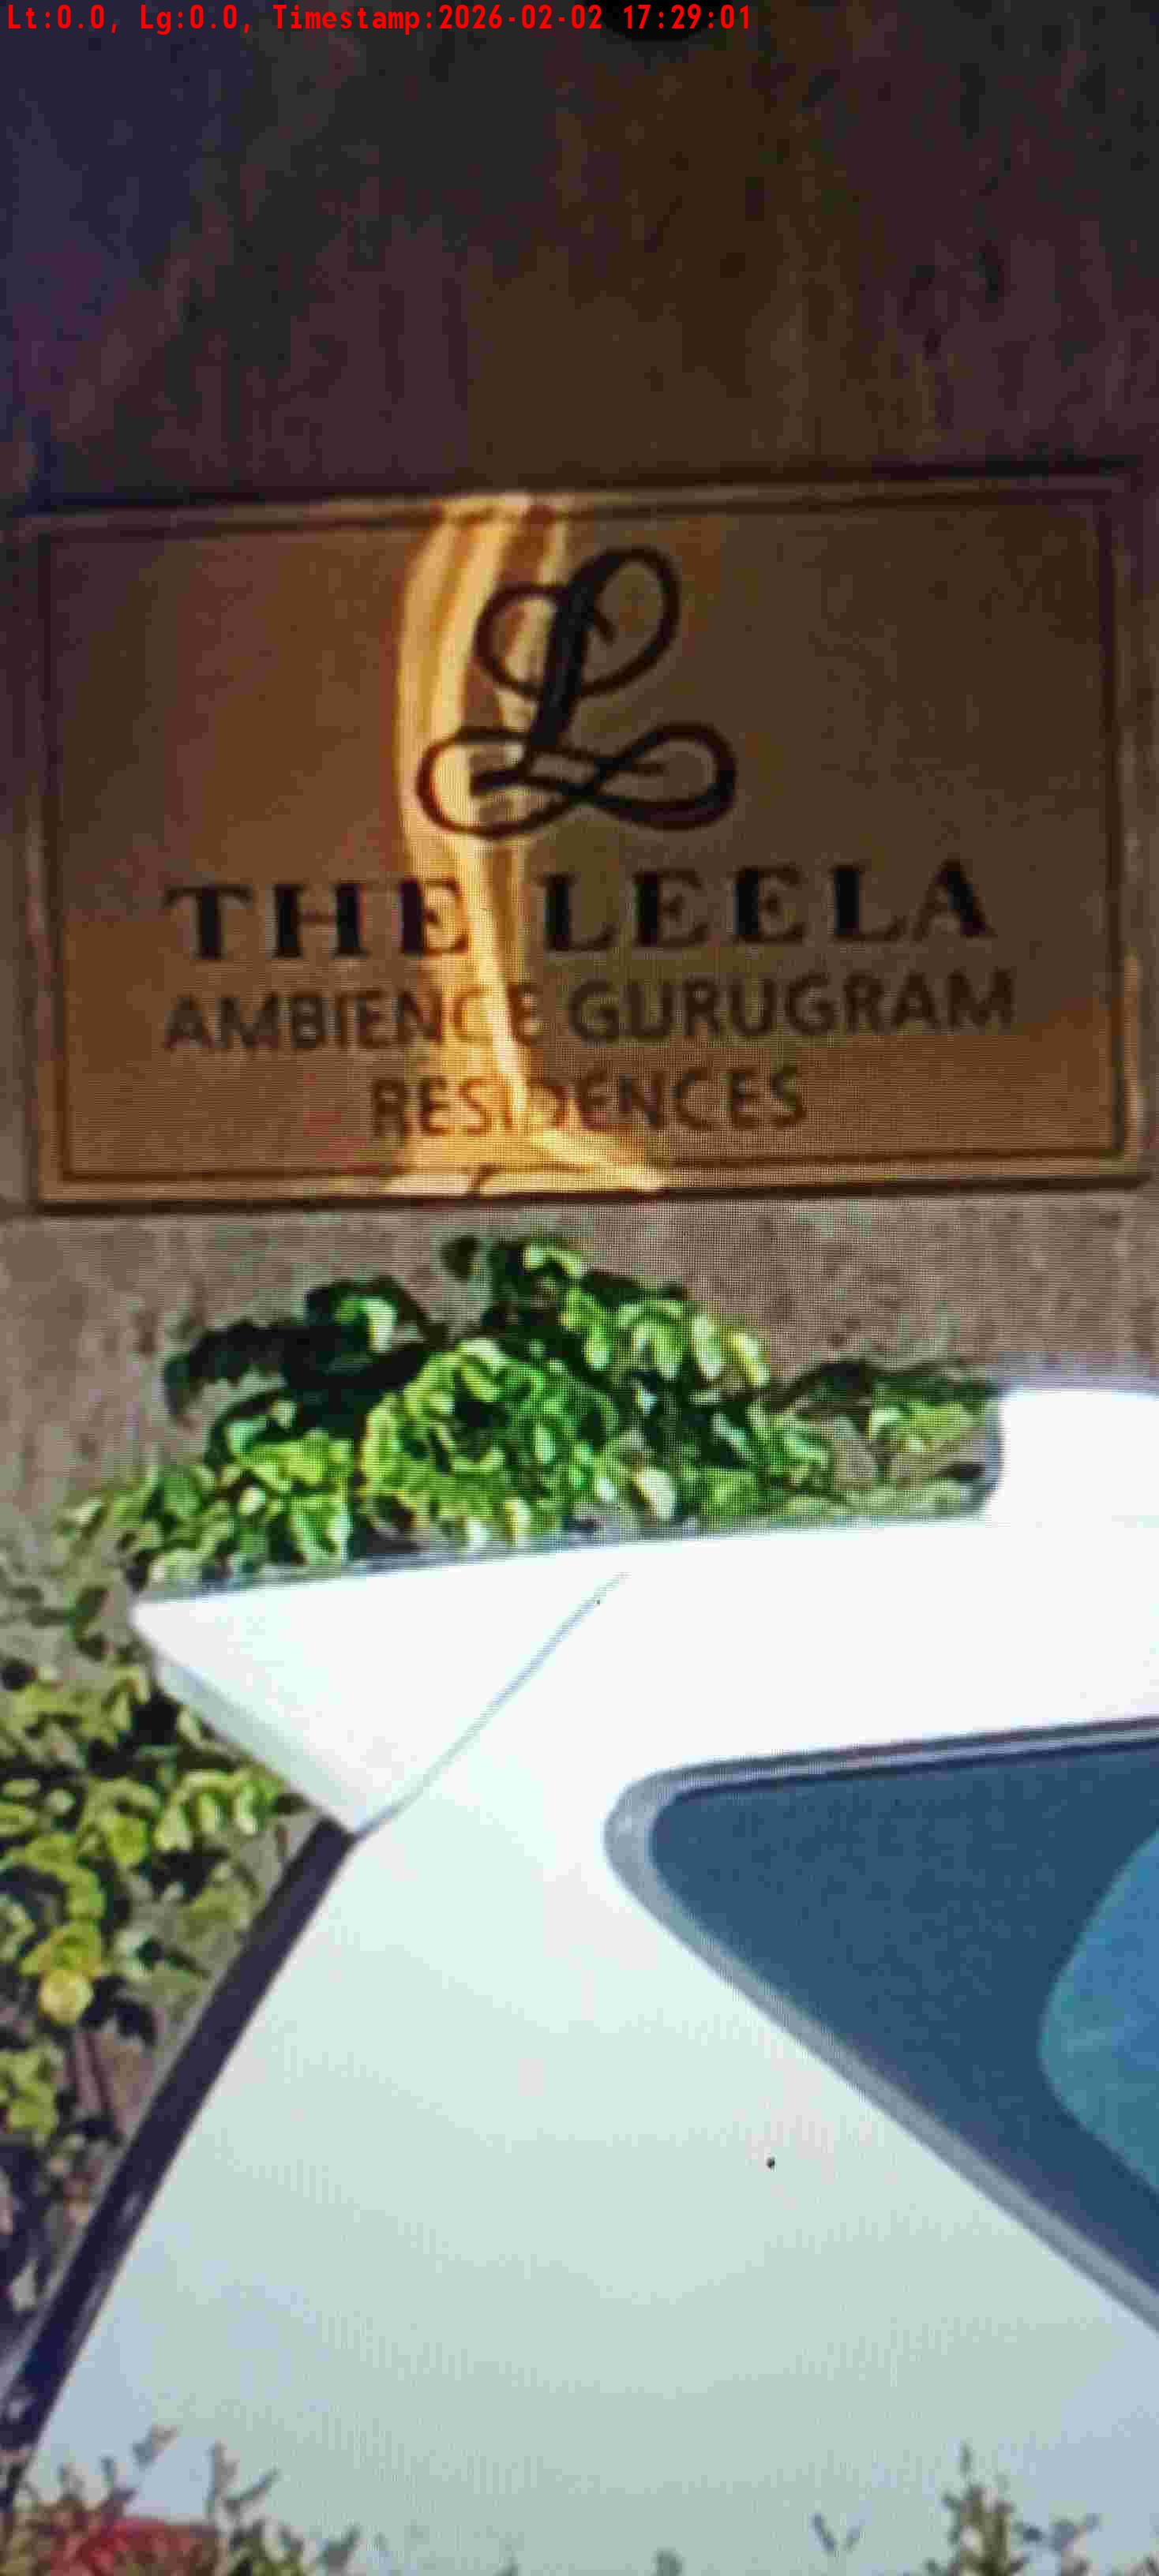 Lt:0.0, Lg:0.0, Timestamp:2026-02-02 17:29:01
L
THE LEELA
AMBIENCE GURUGRAM
RESIDENCES